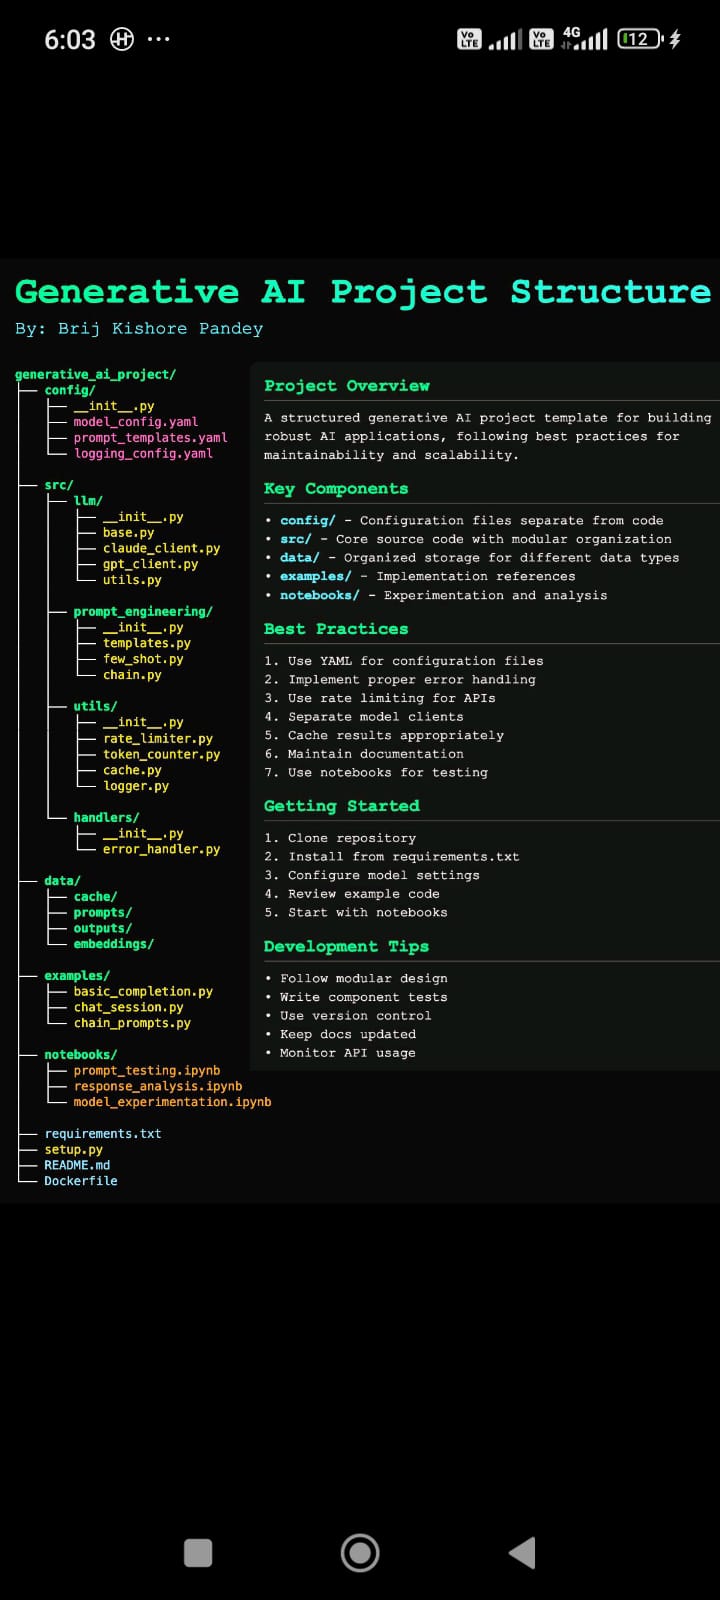 6:03
Vo LTE Vo LTE 4G 12
Generative AI Project Structure
By: Brij Kishore Pandey
generative_ai_project/
config/
__init__.py
model_config.yaml
prompt_templates.yaml
logging_config.yaml
src/
llm/
__init__.py
base.py
claude_client.py
gpt_client.py
utils.py
prompt_engineering/
__init__.py
templates.py
few_shot.py
chain.py
utils/
__init__.py
rate_limiter.py
token_counter.py
cache.py
logger.py
handlers/
__init__.py
error_handler.py
data/
cache/
prompts/
outputs/
embeddings/
examples/
basic_completion.py
chat_session.py
chain_prompts.py
notebooks/
prompt_testing.ipynb
response_analysis.ipynb
model_experimentation.ipynb
requirements.txt
setup.py
README.md
Dockerfile
Project Overview
A structured generative AI project template for building
robust AI applications, following best practices for
maintainability and scalability.
Key Components
• config/ - Configuration files separate from code
• src/ - Core source code with modular organization
• data/ - Organized storage for different data types
• examples/ - Implementation references
• notebooks/ - Experimentation and analysis
Best Practices
1. Use YAML for configuration files
2. Implement proper error handling
3. Use rate limiting for APIs
4. Separate model clients
5. Cache results appropriately
6. Maintain documentation
7. Use notebooks for testing
Getting Started
1. Clone repository
2. Install from requirements.txt
3. Configure model settings
4. Review example code
5. Start with notebooks
Development Tips
• Follow modular design
• Write component tests
• Use version control
• Keep docs updated
• Monitor API usage